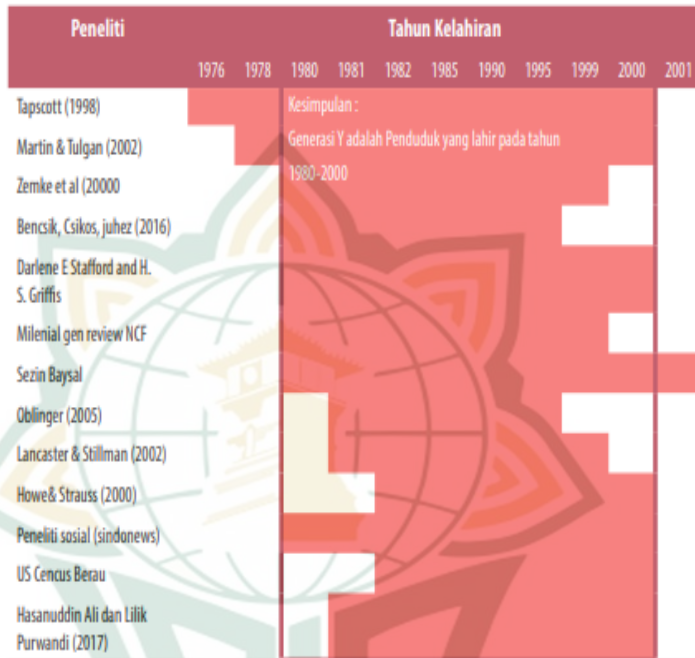 Peneliti Tahun Kelahiran
1976 1978 1980 1981 1982 1985 1990 1995 1999 2000 2001
Tapscott (1998)
Kesimpulan :
Generasi Y adalah Penduduk yang lahir pada tahun
1980-2000
Martin & Tulgan (2002)
Zemke et al (20000
Bencsik, Csikos, juhez (2016)
Darlene E Stafford and H.
S. Griffis
Milenial gen review NCF
Sezin Baysal
Oblinger (2005)
Lancaster & Stillman (2002)
Howe& Strauss (2000)
Peneliti sosial (sindonews)
US Cencus Berau
Hasanuddin Ali dan Lilik
Purwandi (2017)